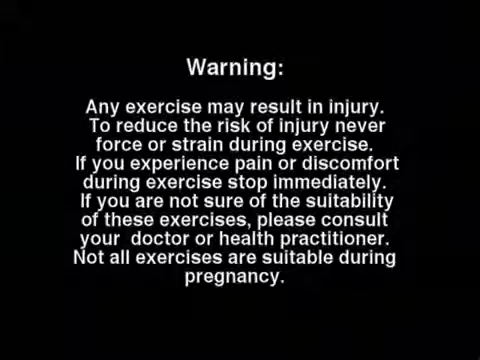 Warning:
Any exercise may result in injury.
To reduce the risk of injury never
force or strain during exercise.
If you experience pain or discomfort
during exercise stop immediately.
If you are not sure of the suitability
of these exercises, please consult
your  doctor or health practitioner.
Not all exercises are suitable during
pregnancy.